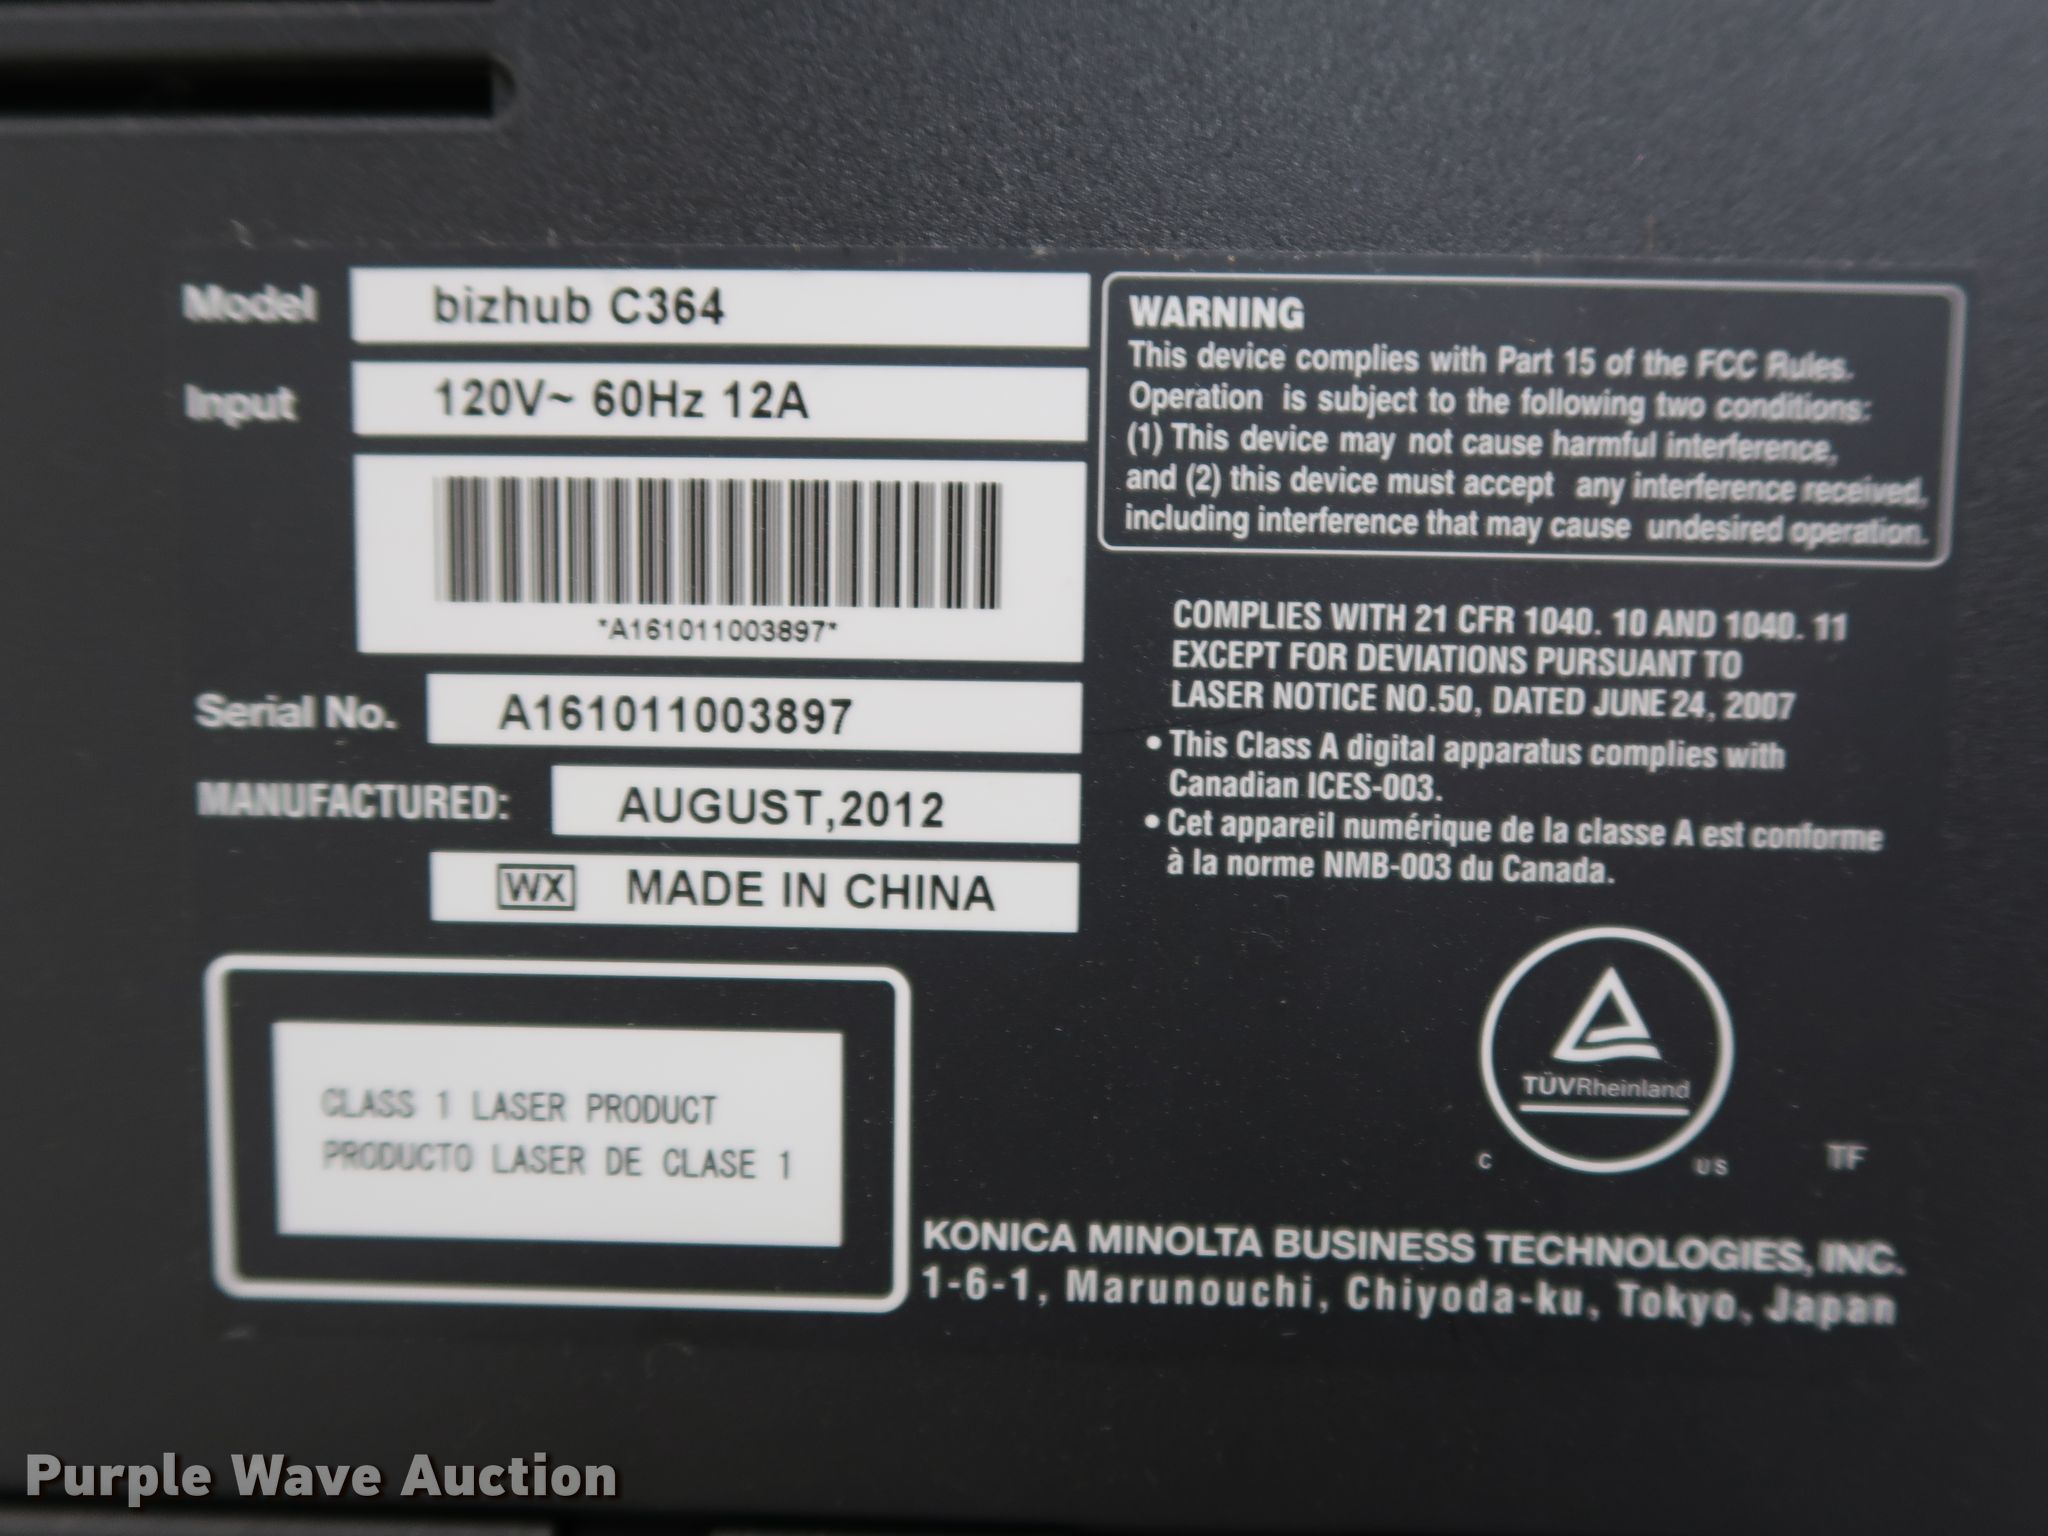 Model bizhub C364
Input 120V~ 60Hz 12A
*A161011003897*
Serial No. A161011003897
MANUFACTURED: AUGUST,2012
WX MADE IN CHINA
CLASS 1 LASER PRODUCT
PRODUCTO LASER DE CLASE 1
WARNING
This device complies with Part 15 of the FCC Rules.
Operation is subject to the following two conditions:
(1) This device may not cause harmful interference,
and (2) this device must accept any interference received,
including interference that may cause undesired operation.
COMPLIES WITH 21 CFR 1040. 10 AND 1040. 11
EXCEPT FOR DEVIATIONS PURSUANT TO
LASER NOTICE NO.50, DATED JUNE 24, 2007
• This Class A digital apparatus complies with
Canadian ICES-003.
• Cet appareil numérique de la classe A est conforme
à la norme NMB-003 du Canada.
TÜVRheinland
C US TF
KONICA MINOLTA BUSINESS TECHNOLOGIES, INC.
1-6-1, Marunouchi, Chiyoda-ku, Tokyo, Japan
Purple Wave Auction